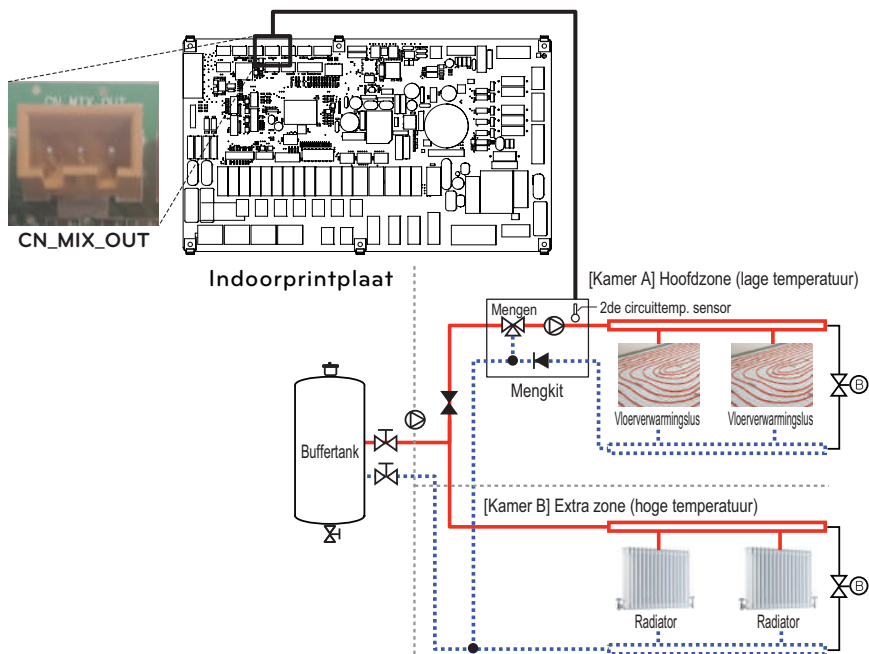 CN_MIX_OUT
CN_MIX_OUT
Indoorprintplaat
[Kamer A] Hoofdzone (lage temperatuur)
Mengen
2de circuittemp. sensor
Mengkit
Vloerverwarmingslus
Vloerverwarmingslus
B
Buffertank
[Kamer B] Extra zone (hoge temperatuur)
Radiator
Radiator
B